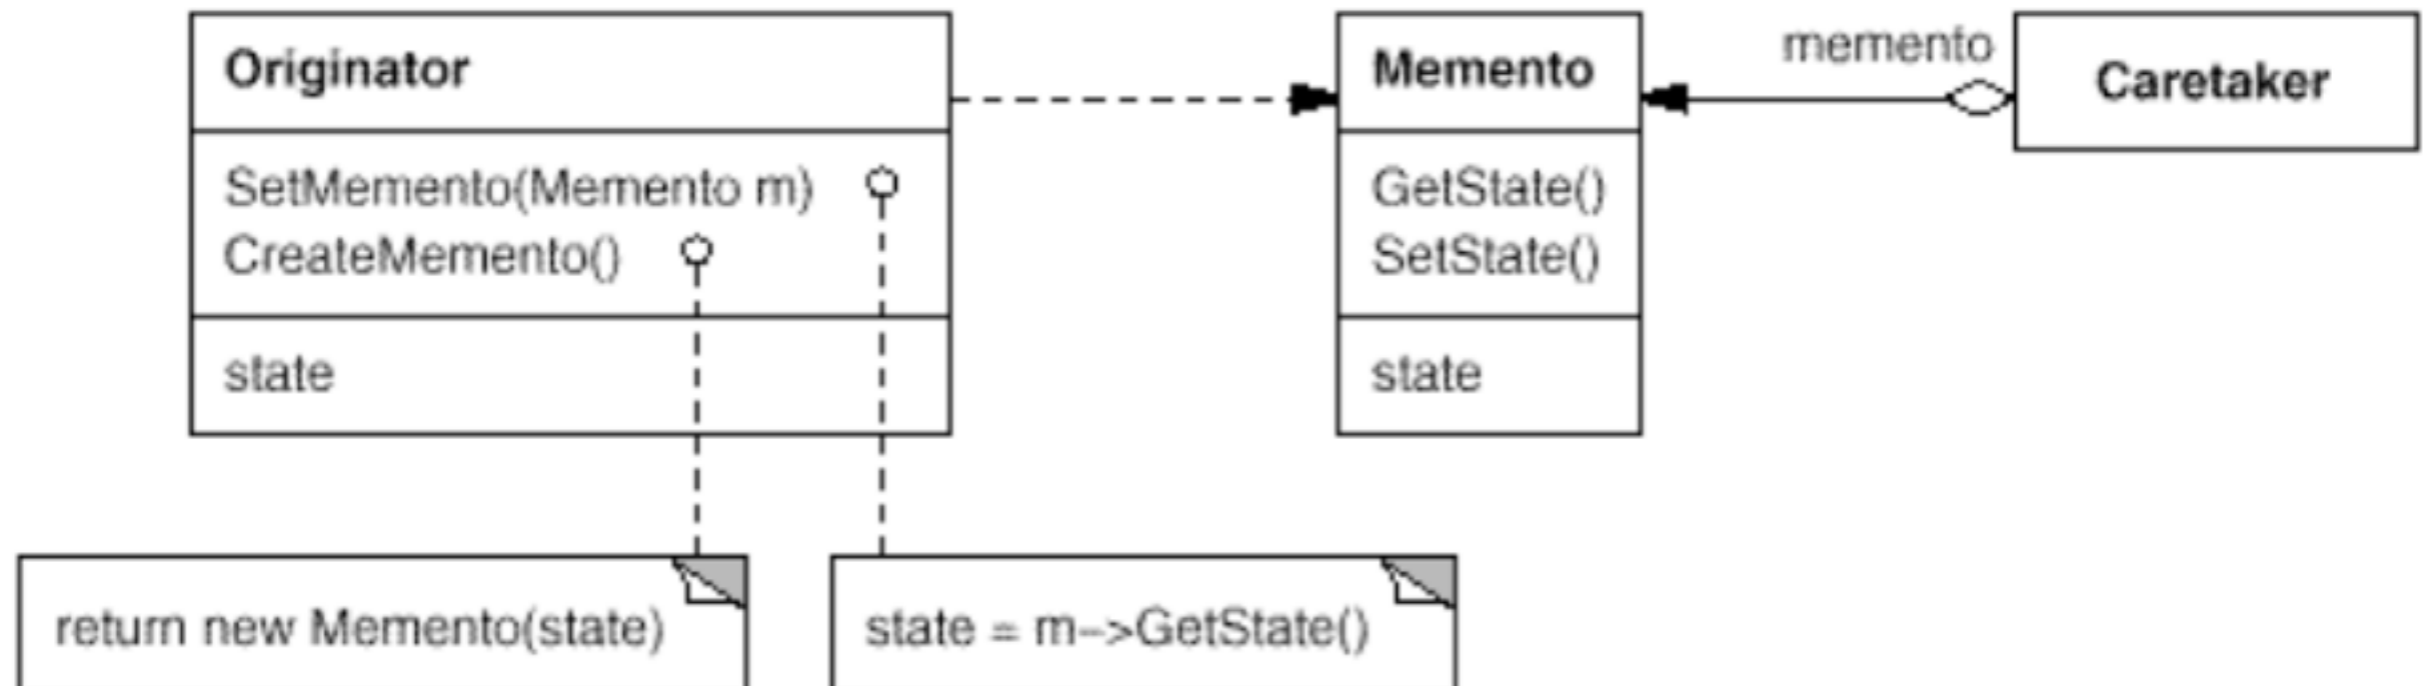 Originator
SetMemento(Memento m)
CreateMemento()
state
return new Memento(state)
state = m->GetState()
Memento
GetState()
SetState()
state
memento
Caretaker